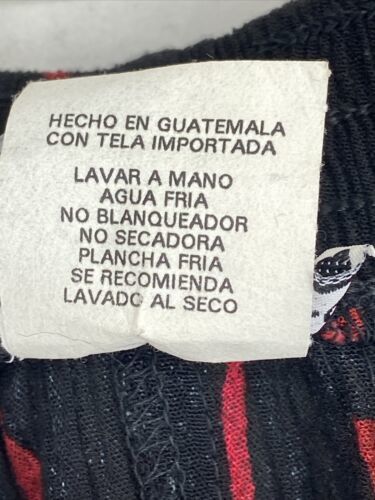 HECHO EN GUATEMALA
CON TELA IMPORTADA
LAVAR A MANO
AGUA FRIA
NO BLANQUEADOR
NO SECADORA
PLANCHA FRIA
SE RECOMIENDA
LAVADO AL SECO